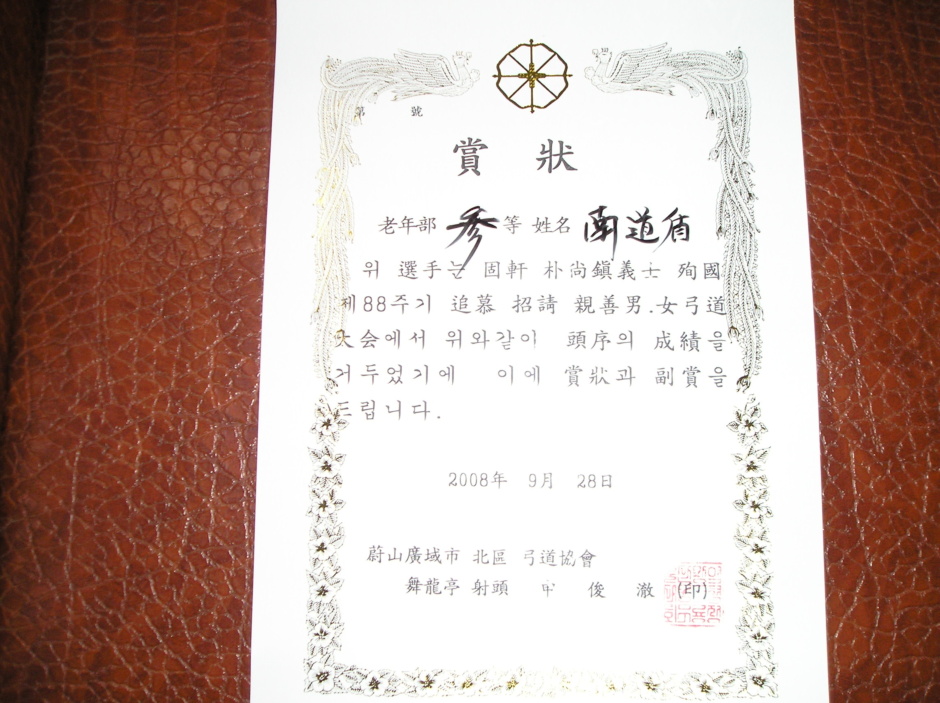 第 號
賞 狀
老年部 參 等 姓名 南道
위 選手는 固軒 朴尙鎭義士 殉國
제88주기 追慕 招請 親善男.女弓道
大会에서 위와같이 頭序의 成績을
거두었기에 이에 賞狀과 副賞을
드립니다.
2008年 9月 28日
蔚山廣域市 北區 弓道協會
舞龍亭 射頭 俊 澈 (印)